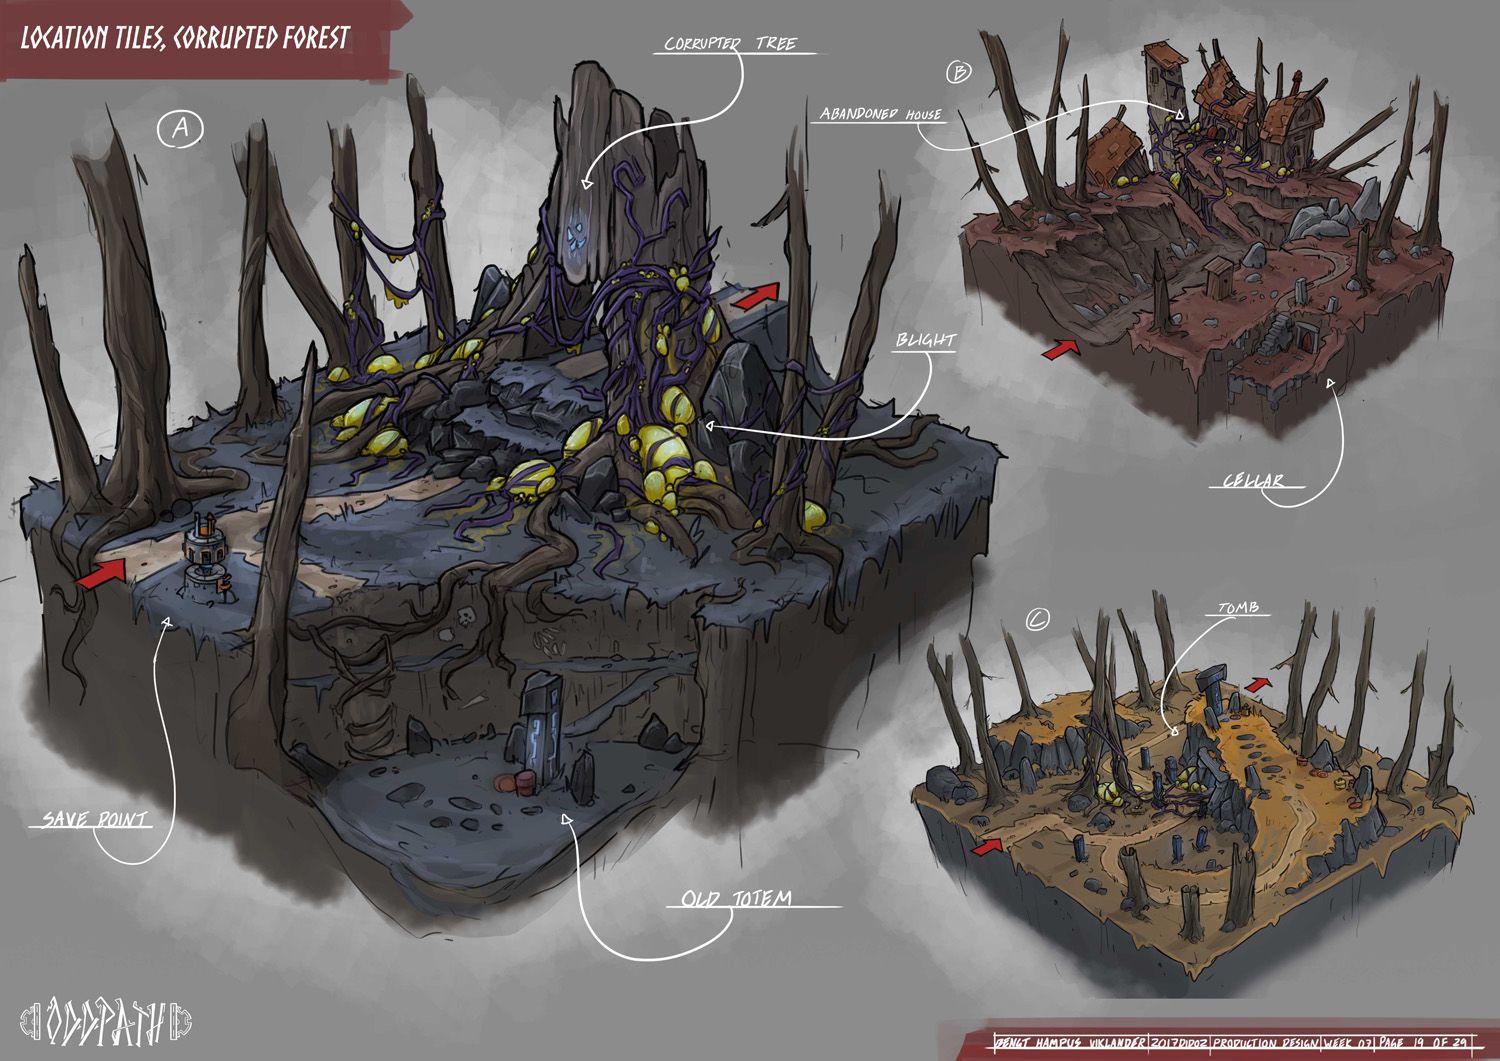 LOCATION TILES, CORRUPTED FOREST
CORRUPTED TREE
A
B
ABANDONED HOUSE
BLIGHT
CELLAR
C
TOMB
SAVE POINT
OLD TOTEM
ODDPATH
BENGT HAMPUS VIKLANDER | 2017DIDOZ | PRODUCTION DESIGN | WEEK 07 | PAGE 19 OF 29